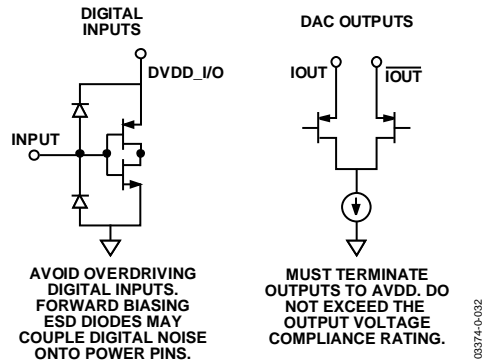 DIGITAL
INPUTS
DVDD_I/O
INPUT
AVOID OVERDRIVING
DIGITAL INPUTS.
FORWARD BIASING
ESD DIODES MAY
COUPLE DIGITAL NOISE
ONTO POWER PINS.
DAC OUTPUTS
IOUT
IOUT
MUST TERMINATE
OUTPUTS TO AVDD. DO
NOT EXCEED THE
OUTPUT VOLTAGE
COMPLIANCE RATING.
03374-0-032